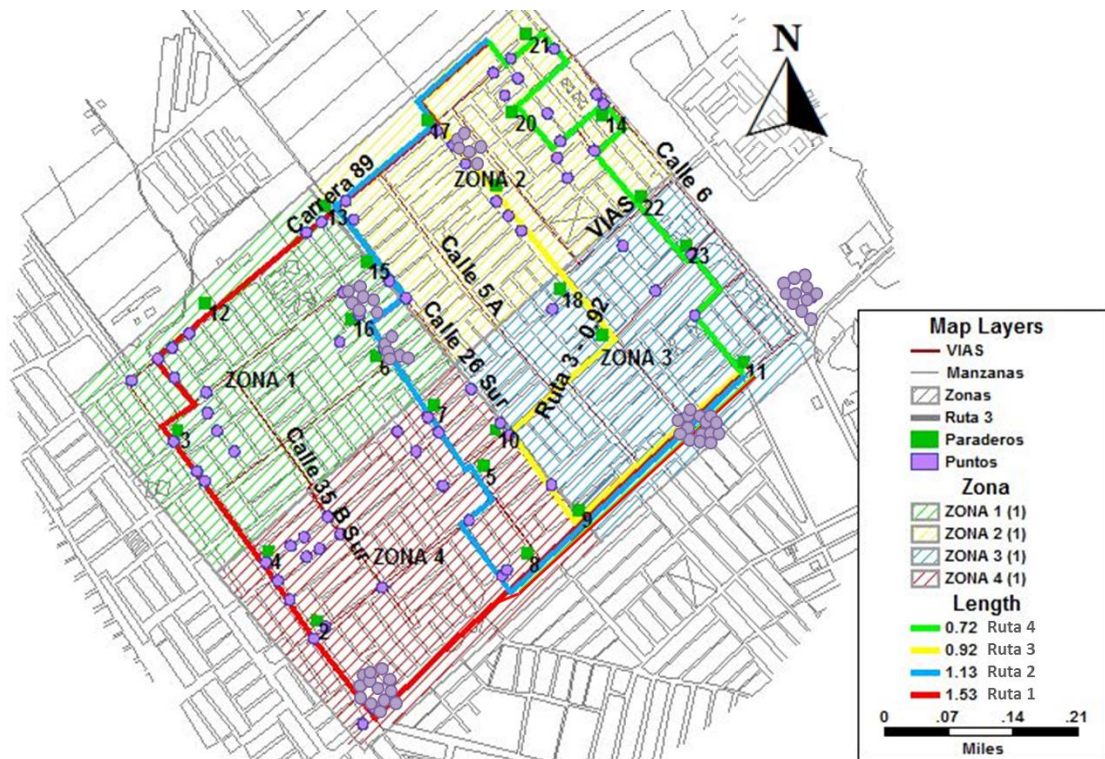 N
21
20
14
17
ZONA 2
Calle 6
Carrera 89
13
VIAS
22
23
15
Calle 5 A
18
12
16
Calle 26 Sur
Ruta 3 - 0.92
ZONA 3
6
11
ZONA 1
7
3
10
Calle 35 B Sur
5
9
ZONA 4
8
4
2
Map Layers
VIAS
Manzanas
Zonas
Ruta 3
Paraderos
Puntos
Zona
ZONA 1 (1)
ZONA 2 (1)
ZONA 3 (1)
ZONA 4 (1)
Length
0.72 Ruta 4
0.92 Ruta 3
1.13 Ruta 2
1.53 Ruta 1
0 .07 .14 .21
Miles